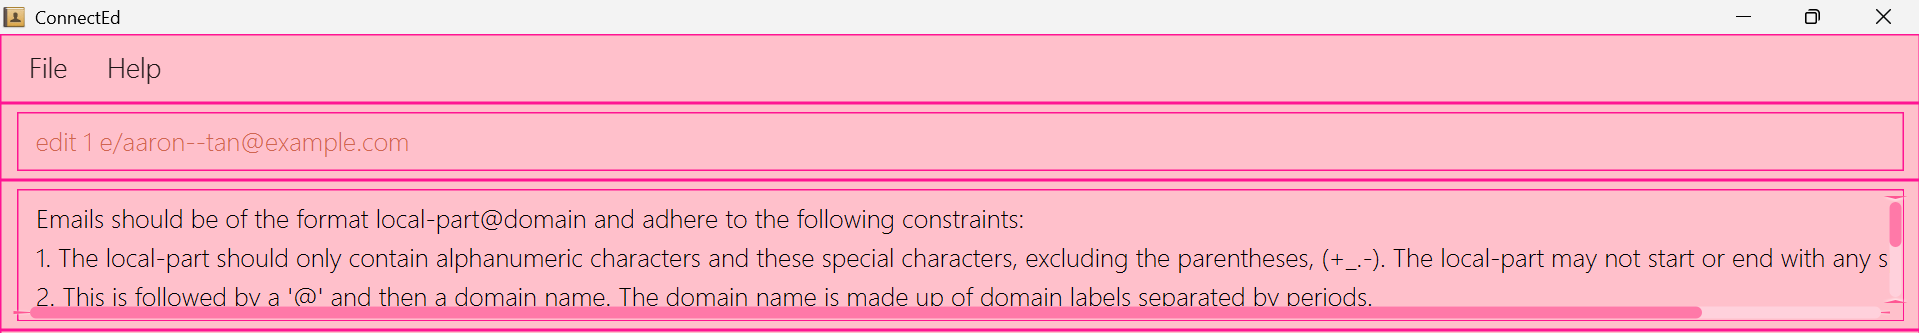 ConnectEd
File Help
edit 1 e/aaron--tan@example.com
Emails should be of the format local-part@domain and adhere to the following constraints:
1. The local-part should only contain alphanumeric characters and these special characters, excluding the parentheses, (+_.-). The local-part may not start or end with any s
2. This is followed by a '@' and then a domain name. The domain name is made up of domain labels separated by periods.